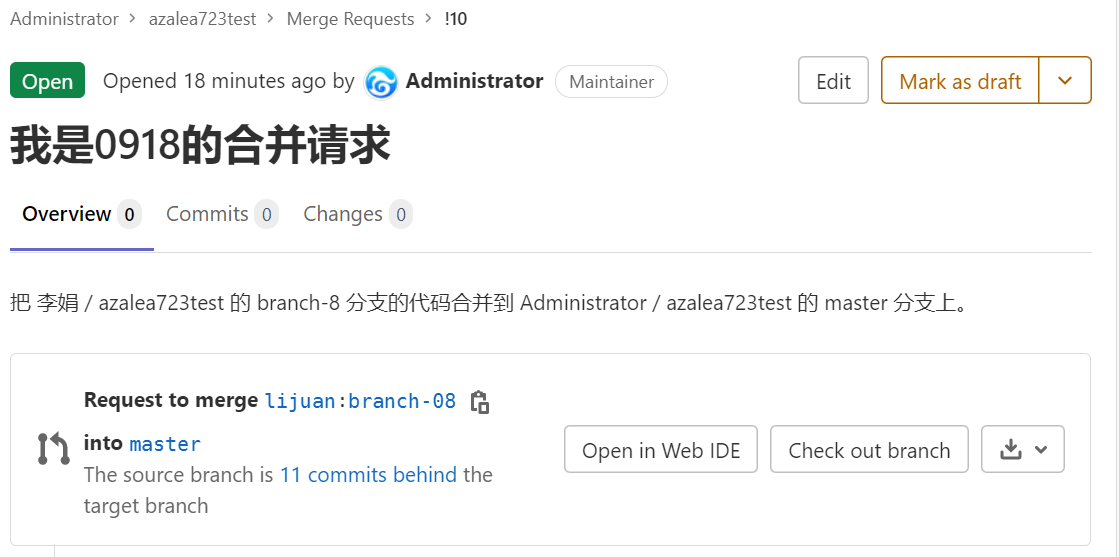 Administrator > azalea723test > Merge Requests > !10
Open Opened 18 minutes ago by Administrator Maintainer Edit Mark as draft
我是0918的合并请求
Overview 0 Commits 0 Changes 0
把 李娟 / azalea723test 的 branch-8 分支的代码合并到 Administrator / azalea723test 的 master 分支上。
Request to merge lijuan:branch-08
into master
Open in Web IDE Check out branch
The source branch is 11 commits behind the
target branch